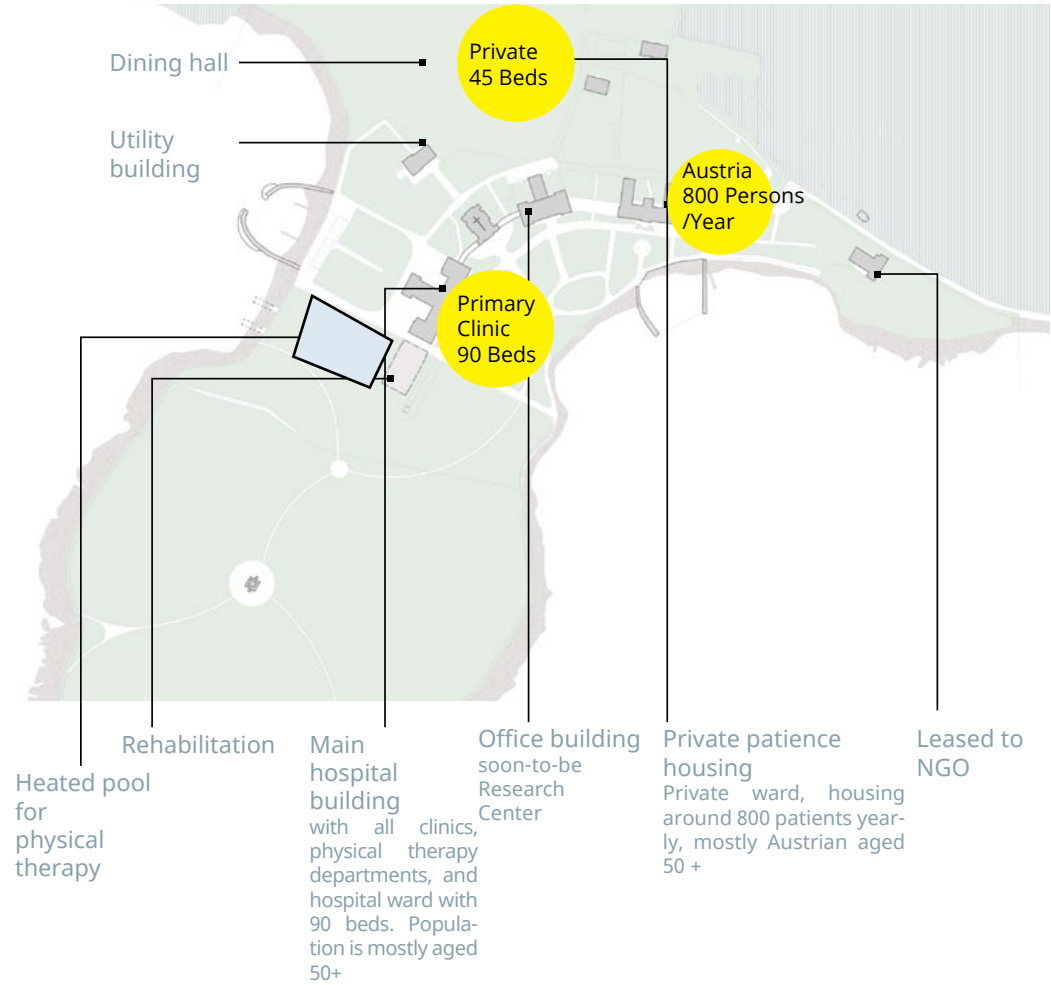 Dining hall
Private
45 Beds
Utility
building
Austria
800 Persons
/Year
Primary
Clinic
90 Beds
Heated pool
for
physical
therapy
Rehabilitation
Main
hospital
building
with all clinics,
physical therapy
departments, and
hospital ward with
90 beds. Popula-
tion is mostly aged
50+
Office building
soon-to-be
Research
Center
Private patience
housing
Private ward, housing
around 800 patients year-
ly, mostly Austrian aged
50 +
Leased to
NGO